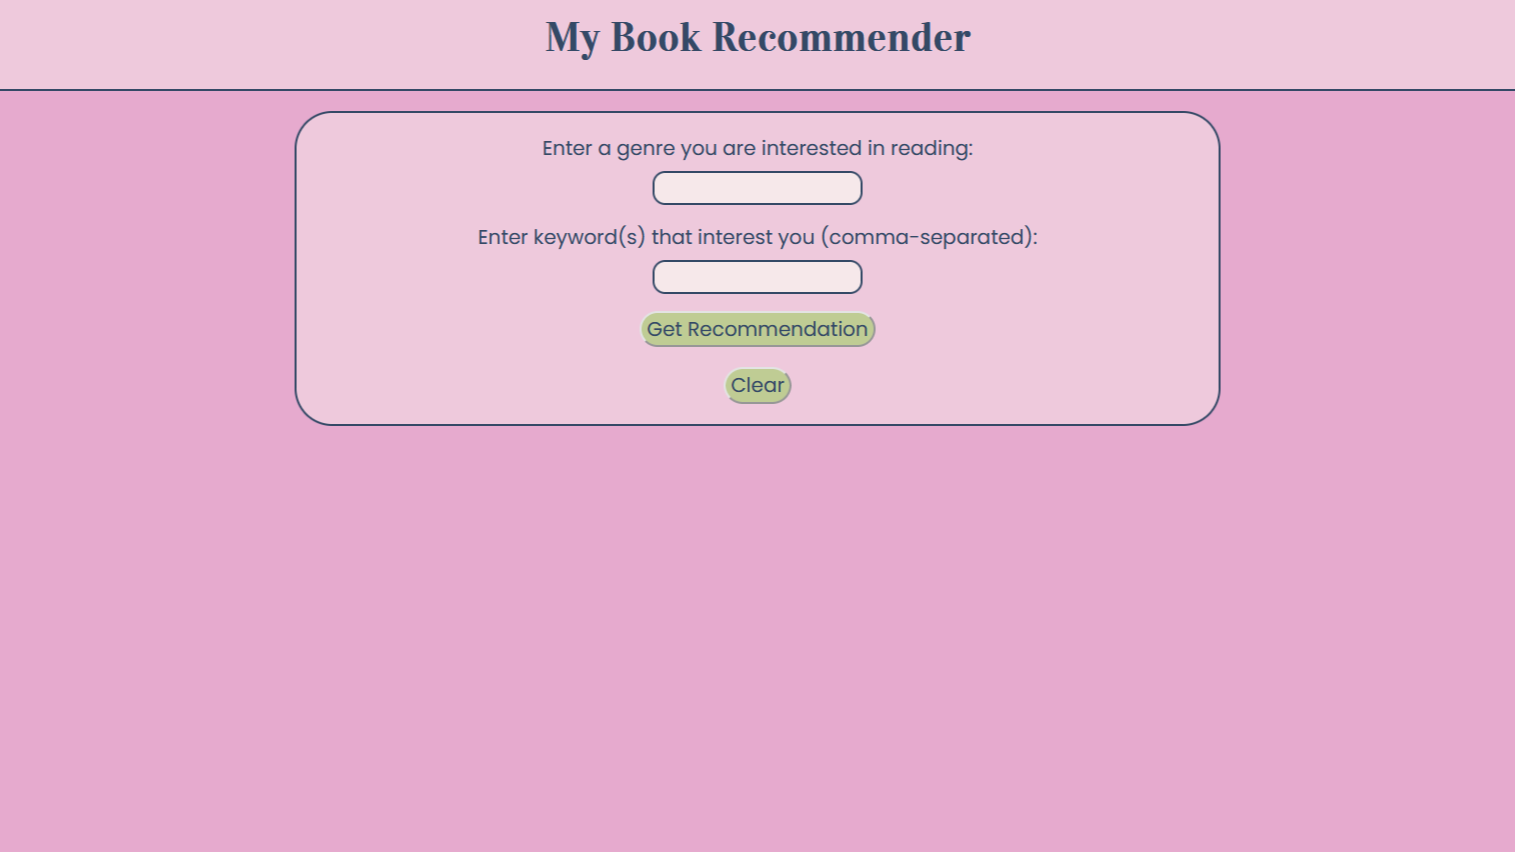 My Book Recommender
Enter a genre you are interested in reading:
Enter keyword(s) that interest you (comma-separated):
Get Recommendation
Clear